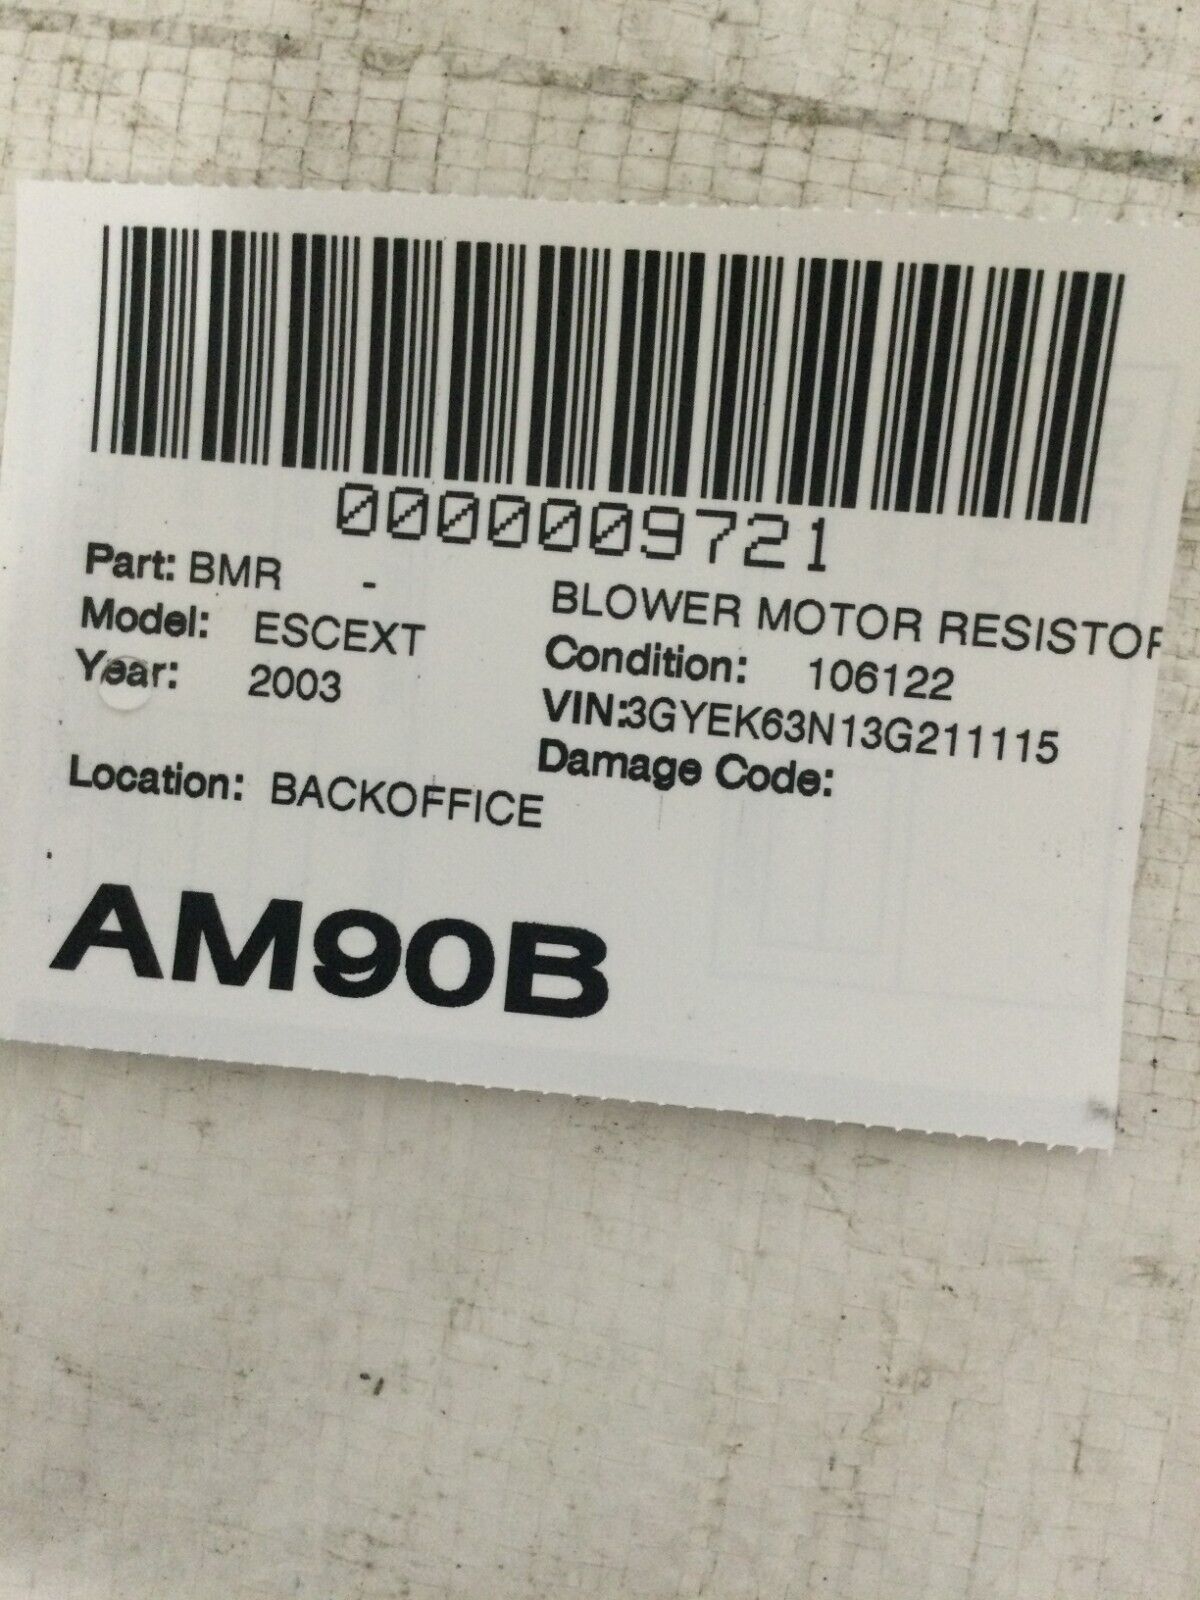 0000009721
Part: BMR - BLOWER MOTOR RESISTOR
Model: ESCEXT Condition: 106122
Year: 2003 VIN:3GYEK63N13G211115
Damage Code:
Location: BACKOFFICE
AM90B